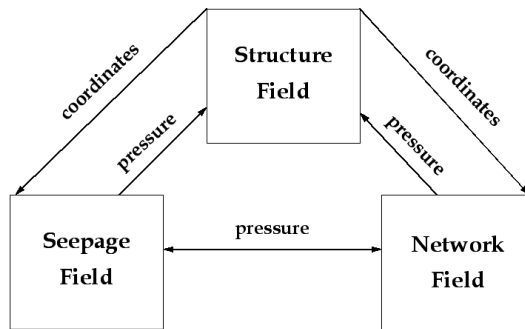 Structure
Field
coordinates
coordinates
pressure
pressure
Seepage
Field
pressure
Network
Field